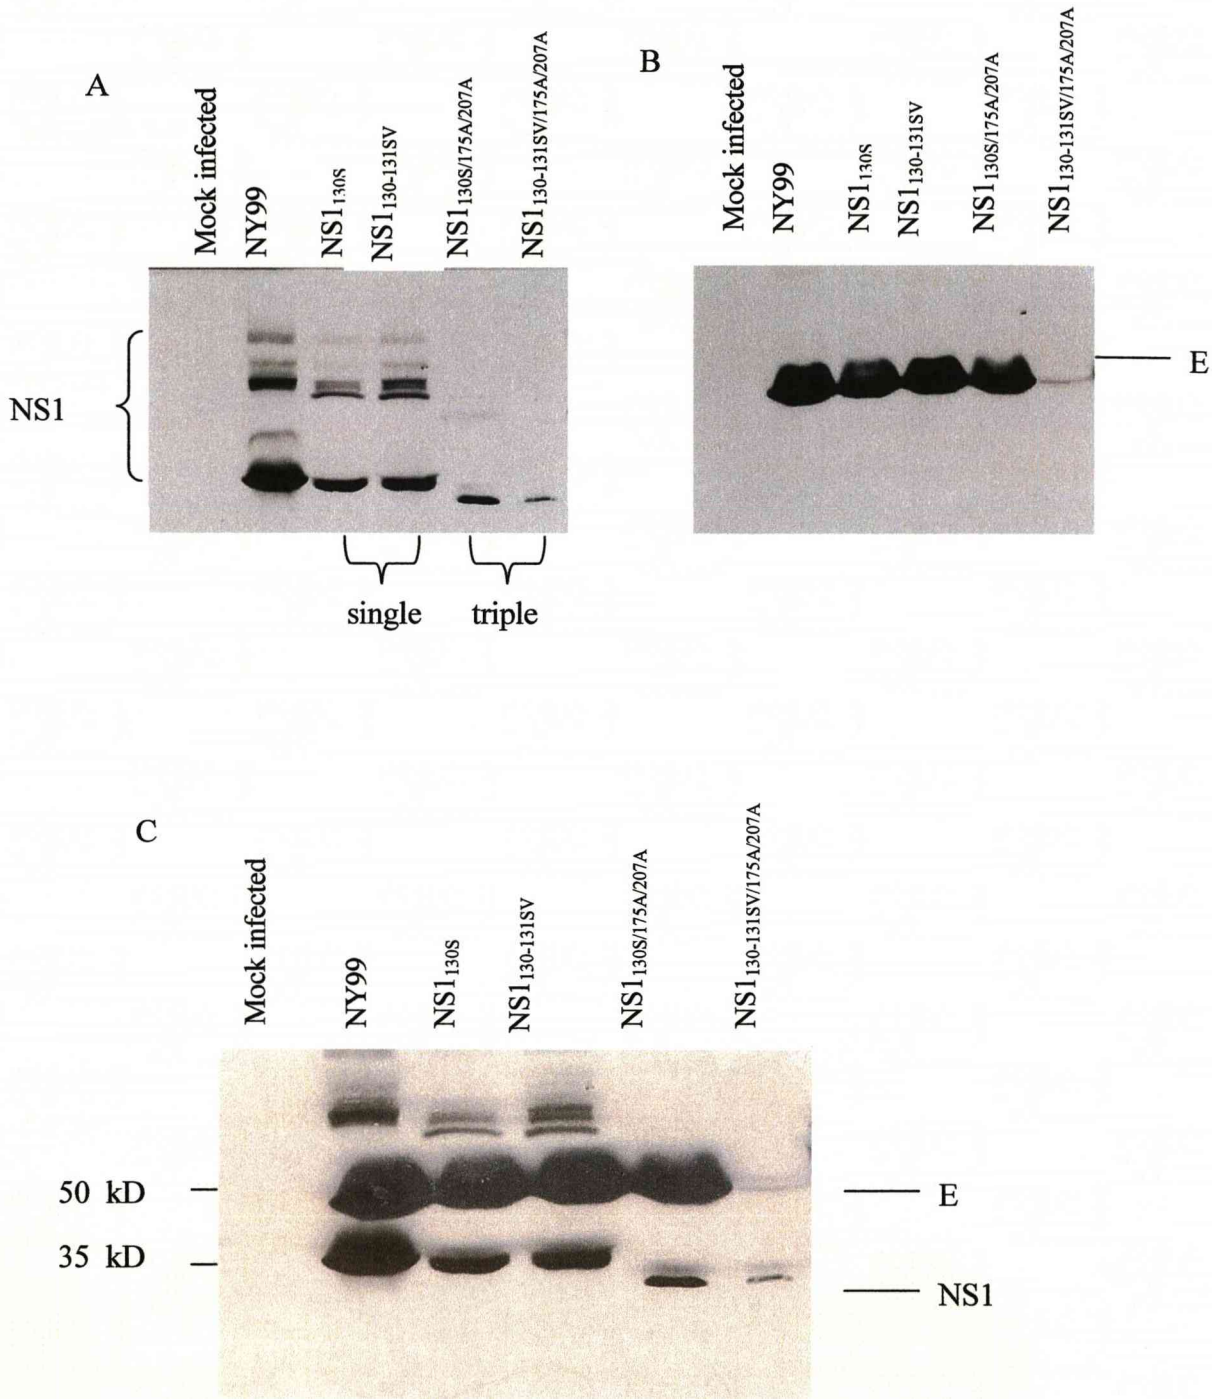 A
Mock infected
NY99
NS1130S
NS1130-131SV
NS1130S/175A/207A
NS1130-131SV/175A/207A
NS1
single
triple
B
Mock infected
NY99
NS1130S
NS1130-131SV
NS1130S/175A/207A
NS1130-131SV/175A/207A
E
C
Mock infected
NY99
NS1130S
NS1130-131SV
NS1130S/175A/207A
NS1130-131SV/175A/207A
50 kD
35 kD
E
NS1